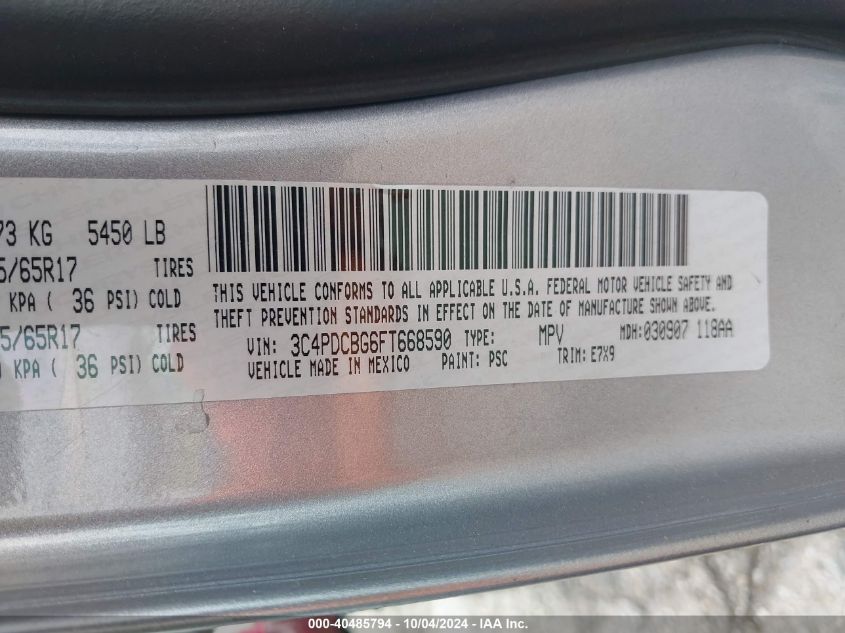 73 KG 5450 LB
5/65R17 TIRES
KPA ( 36 PSI) COLD
5/65R17 TIRES
KPA ( 36 PSI) COLD
THIS VEHICLE CONFORMS TO ALL APPLICABLE U.S.A. FEDERAL MOTOR VEHICLE SAFETY AND
THEFT PREVENTION STANDARDS IN EFFECT ON THE DATE OF MANUFACTURE SHOWN ABOVE.
VIN: 3C4PDCBG6FT668590 TYPE: MPV MDH:030907 118AA
VEHICLE MADE IN MEXICO PAINT: PSC TRIM: E7X9
000-40485794 - 10/04/2024 - IAA Inc.